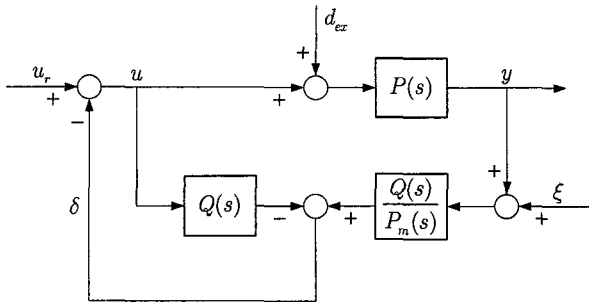 d_ex
+
u_r
+
−
u
+
P(s)
y
δ
Q(s)
−
+
Q(s)
P_m(s)
+
+
ξ